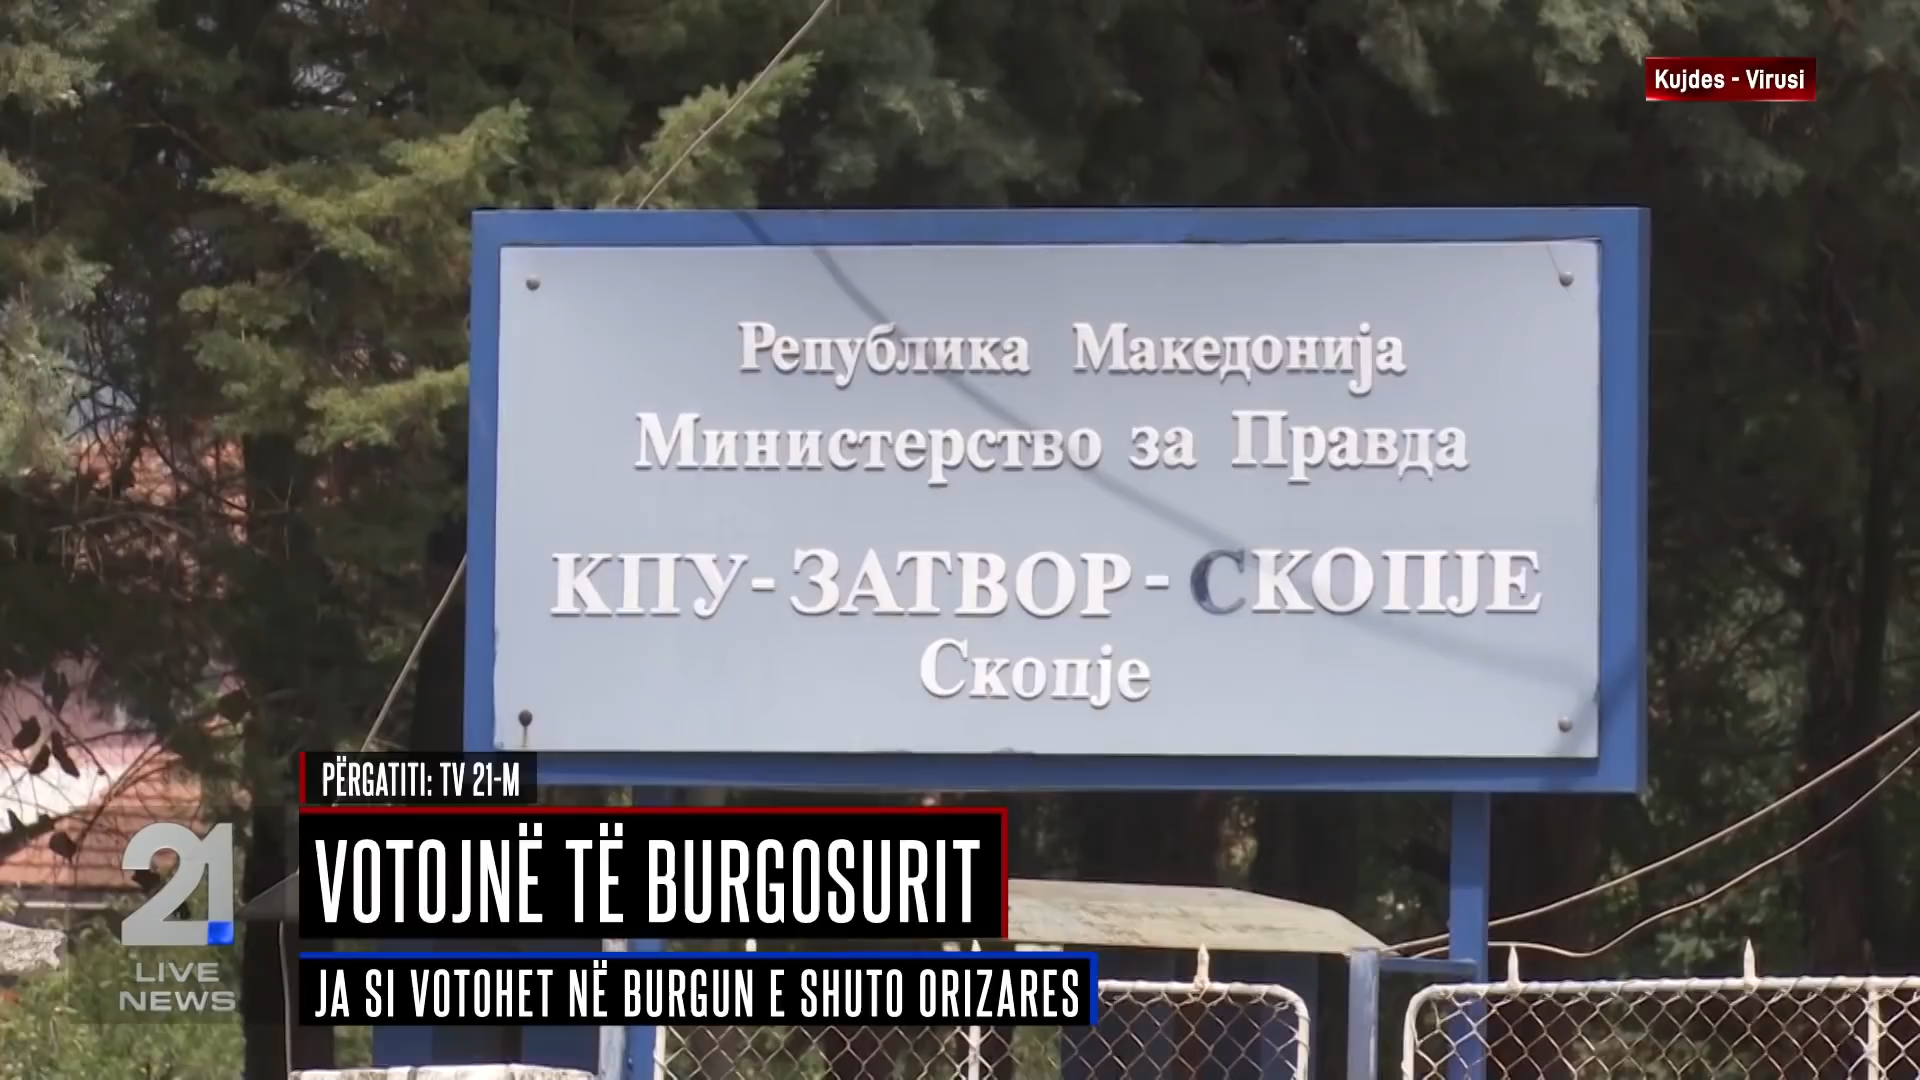 Kujdes - Virusi
Република Македонија
Министерство за Правда
КПУ-ЗАТВОР-СКОПЈЕ
Скопје
PËRGATITI: TV 21-M
VOTOJNË TË BURGOSURIT
JA SI VOTOHET NË BURGUN E SHUTO ORIZARES
21
LIVE
NEWS